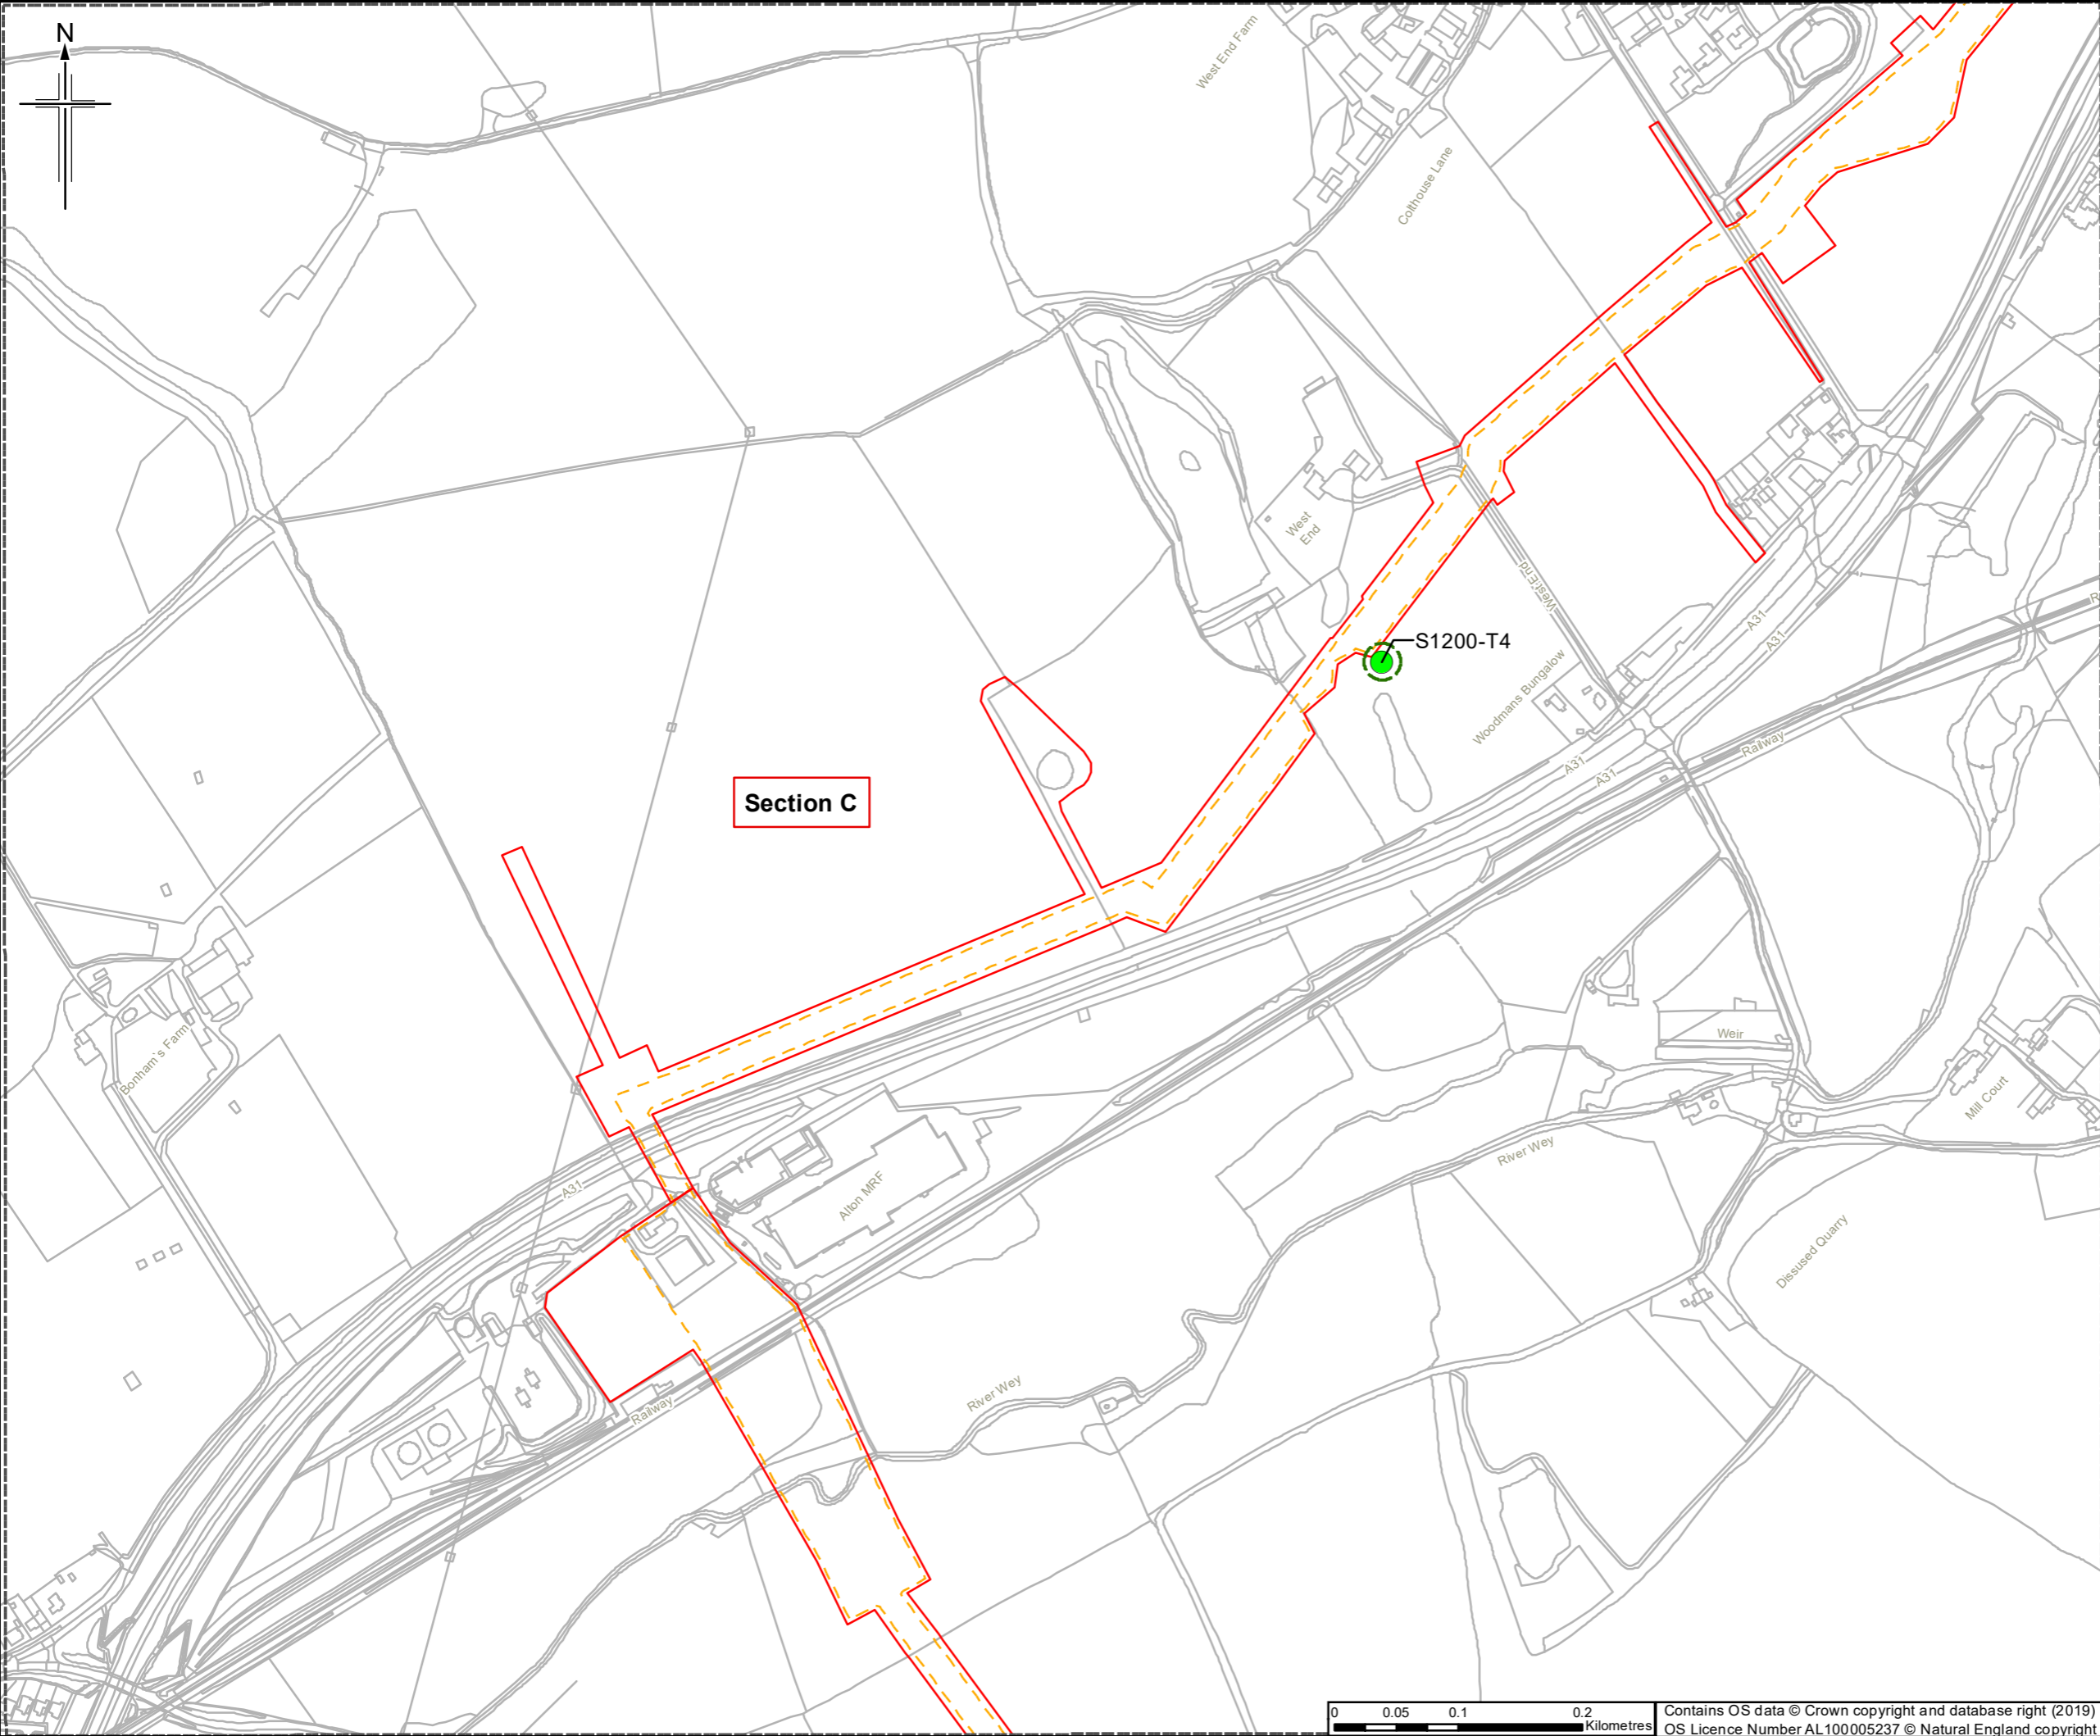 N
West End Farm
Colthouse Lane
West
End
West End
S1200-T4
Woodmans Bungalow
A31
A31
Railway
A31
A31
Section C
Bonham's Farm
Weir
Mill Court
River Wey
A31
Alton MRF
Dissused Quarry
River Wey
Railway
0 0.05 0.1 0.2
Kilometres
Contains OS data © Crown copyright and database right (2019)
OS Licence Number AL100005237 © Natural England copyright